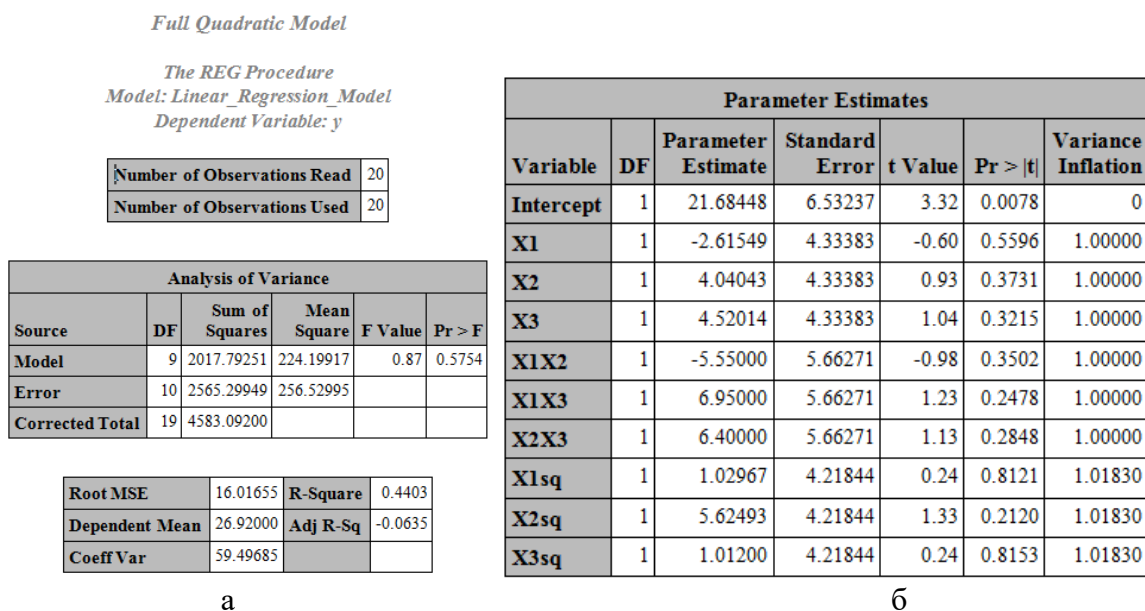 Full Quadratic Model
The REG Procedure
Model: Linear_Regression_Model
Dependent Variable: y
Number of Observations Read 20
Number of Observations Used 20
Analysis of Variance
Source DF Sum of Squares Mean Square F Value Pr > F
Model 9 2017.79251 224.19917 0.87 0.5754
Error 10 2565.29949 256.52995
Corrected Total 19 4583.09200
Root MSE 16.01655 R-Square 0.4403
Dependent Mean 26.92000 Adj R-Sq -0.0635
Coeff Var 59.49685
а
Parameter Estimates
Variable DF Parameter Estimate Standard Error t Value Pr > |t| Variance Inflation
Intercept 1 21.68448 6.53237 3.32 0.0078 0
X1 1 -2.61549 4.33383 -0.60 0.5596 1.00000
X2 1 4.04043 4.33383 0.93 0.3731 1.00000
X3 1 4.52014 4.33383 1.04 0.3215 1.00000
X1X2 1 -5.55000 5.66271 -0.98 0.3502 1.00000
X1X3 1 6.95000 5.66271 1.23 0.2478 1.00000
X2X3 1 6.40000 5.66271 1.13 0.2848 1.00000
X1sq 1 1.02967 4.21844 0.24 0.8121 1.01830
X2sq 1 5.62493 4.21844 1.33 0.2120 1.01830
X3sq 1 1.01200 4.21844 0.24 0.8153 1.01830
б